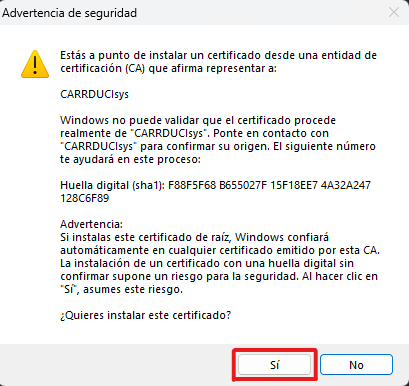 Advertencia de seguridad
Estás a punto de instalar un certificado desde una entidad de
certificación (CA) que afirma representar a:
CARRDUCIsys
Windows no puede validar que el certificado procede
realmente de "CARRDUCIsys". Ponte en contacto con
"CARRDUCIsys" para confirmar su origen. El siguiente número
te ayudará en este proceso:
Huella digital (sha1): F88F5F68 B655027F 15F18EE7 4A32A247
128C6F89
Advertencia:
Si instalas este certificado de raíz, Windows confiará
automáticamente en cualquier certificado emitido por esta CA.
La instalación de un certificado con una huella digital sin
confirmar supone un riesgo para la seguridad. Al hacer clic en
"Sí", asumes este riesgo.
¿Quieres instalar este certificado?
Sí
No